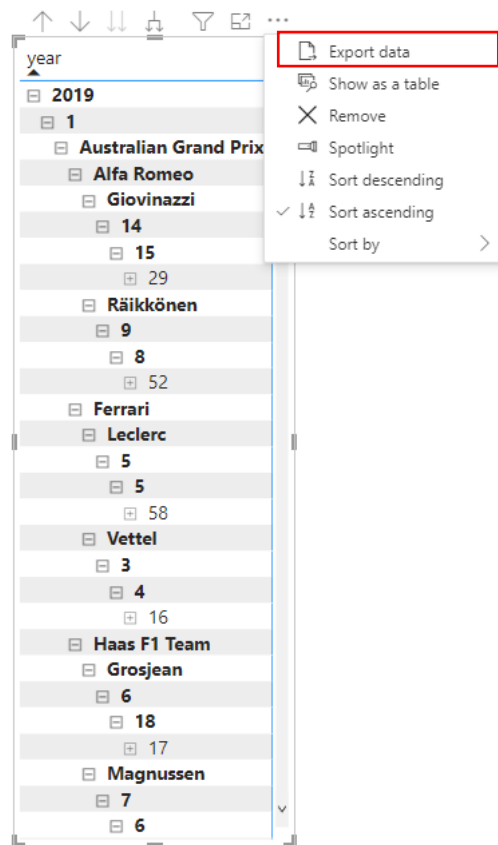 year
2019
1
Australian Grand Prix
Alfa Romeo
Giovinazzi
14
15
29
Räikkönen
9
8
52
Ferrari
Leclerc
5
5
58
Vettel
3
4
16
Haas F1 Team
Grosjean
6
18
17
Magnussen
7
6
Export data
Show as a table
Remove
Spotlight
Sort descending
Sort ascending
Sort by